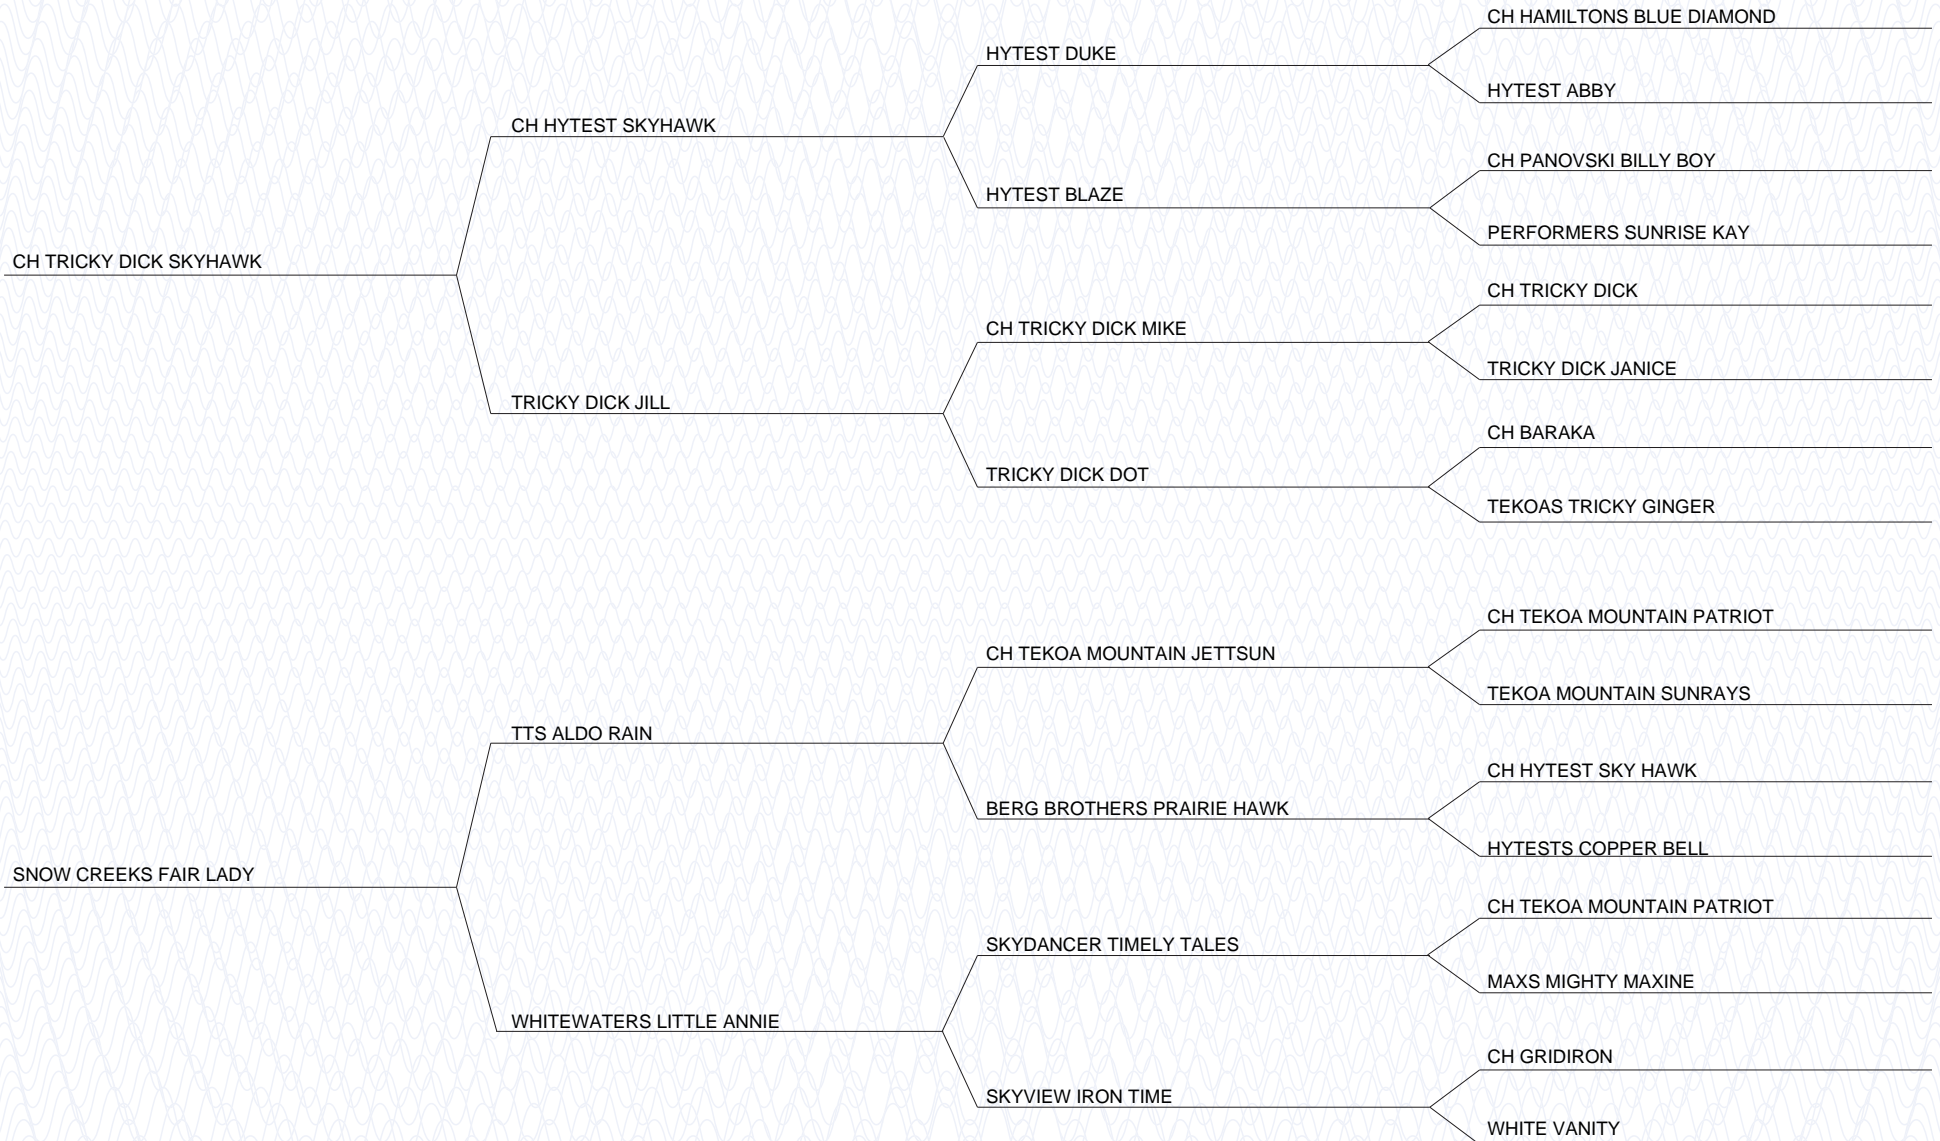 CH HAMILTONS BLUE DIAMOND
HYTEST DUKE
HYTEST ABBY
CH HYTEST SKYHAWK
CH PANOVSKI BILLY BOY
HYTEST BLAZE
PERFORMERS SUNRISE KAY
CH TRICKY DICK SKYHAWK
CH TRICKY DICK
CH TRICKY DICK MIKE
TRICKY DICK JANICE
TRICKY DICK JILL
CH BARAKA
TRICKY DICK DOT
TEKOAS TRICKY GINGER
CH TEKOA MOUNTAIN PATRIOT
CH TEKOA MOUNTAIN JETTSUN
TEKOA MOUNTAIN SUNRAYS
TTS ALDO RAIN
CH HYTEST SKY HAWK
BERG BROTHERS PRAIRIE HAWK
HYTESTS COPPER BELL
SNOW CREEKS FAIR LADY
CH TEKOA MOUNTAIN PATRIOT
SKYDANCER TIMELY TALES
MAXS MIGHTY MAXINE
WHITEWATERS LITTLE ANNIE
CH GRIDIRON
SKYVIEW IRON TIME
WHITE VANITY